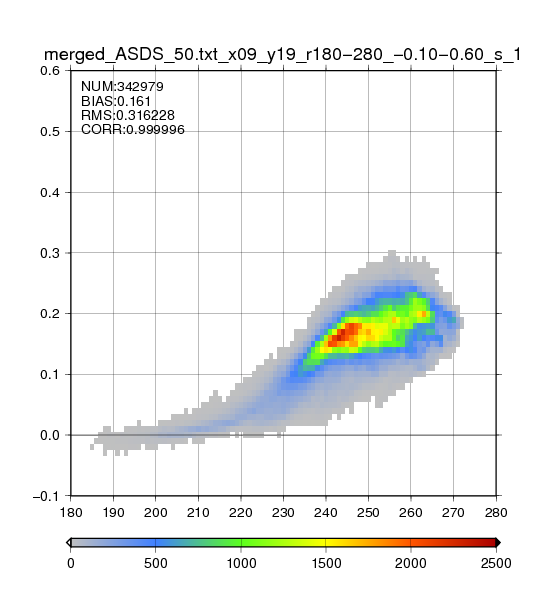 merged_ASDS_50.txt_x09_y19_r180−280_−0.10−0.60_s_1
NUM:342979
BIAS:0.161
RMS:0.316228
CORR:0.999996
0.6
0.5
0.4
0.3
0.2
0.1
0.0
−0.1
180 190 200 210 220 230 240 250 260 270 280
0 500 1000 1500 2000 2500